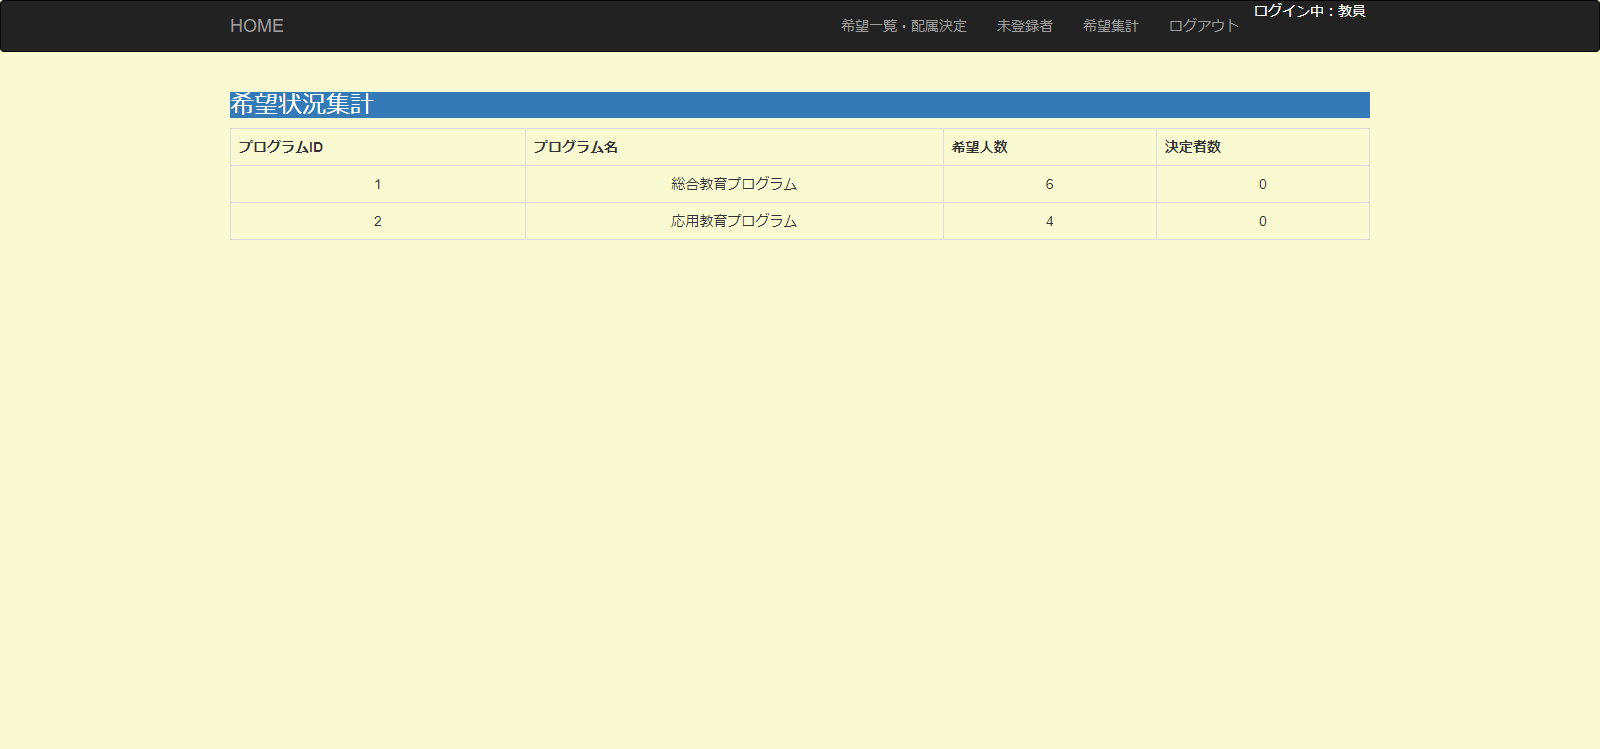 HOME
希望一覧・配属決定 未登録者 希望集計 ログアウト ログイン中：教員
希望状況集計
プログラムID プログラム名 希望人数 決定者数
1 総合教育プログラム 6 0
2 応用教育プログラム 4 0